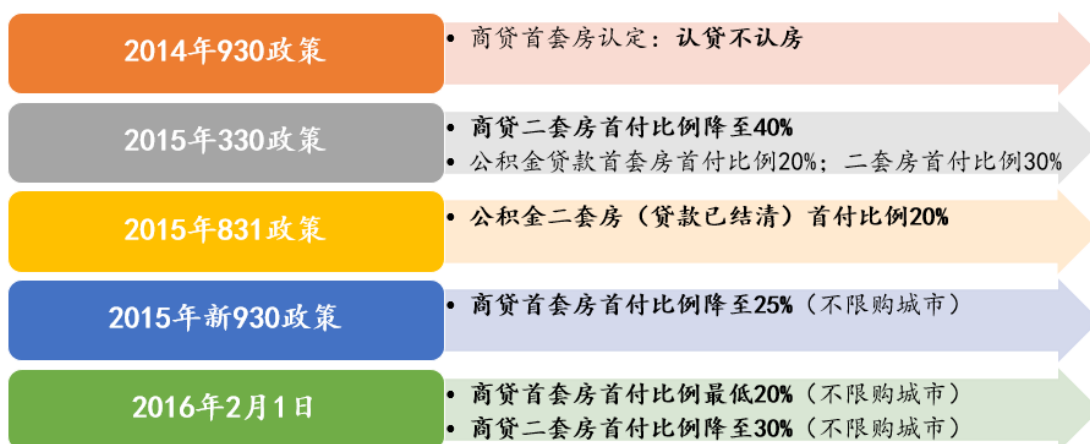 2014年930政策
• 商贷首套房认定：认贷不认房
2015年330政策
• 商贷二套房首付比例降至40%
• 公积金贷款首套房首付比例20%；二套房首付比例30%
2015年831政策
• 公积金二套房（贷款已结清）首付比例20%
2015年新930政策
• 商贷首套房首付比例降至25%（不限购城市）
2016年2月1日
• 商贷首套房首付比例最低20%（不限购城市）
• 商贷二套房首付比例降至30%（不限购城市）